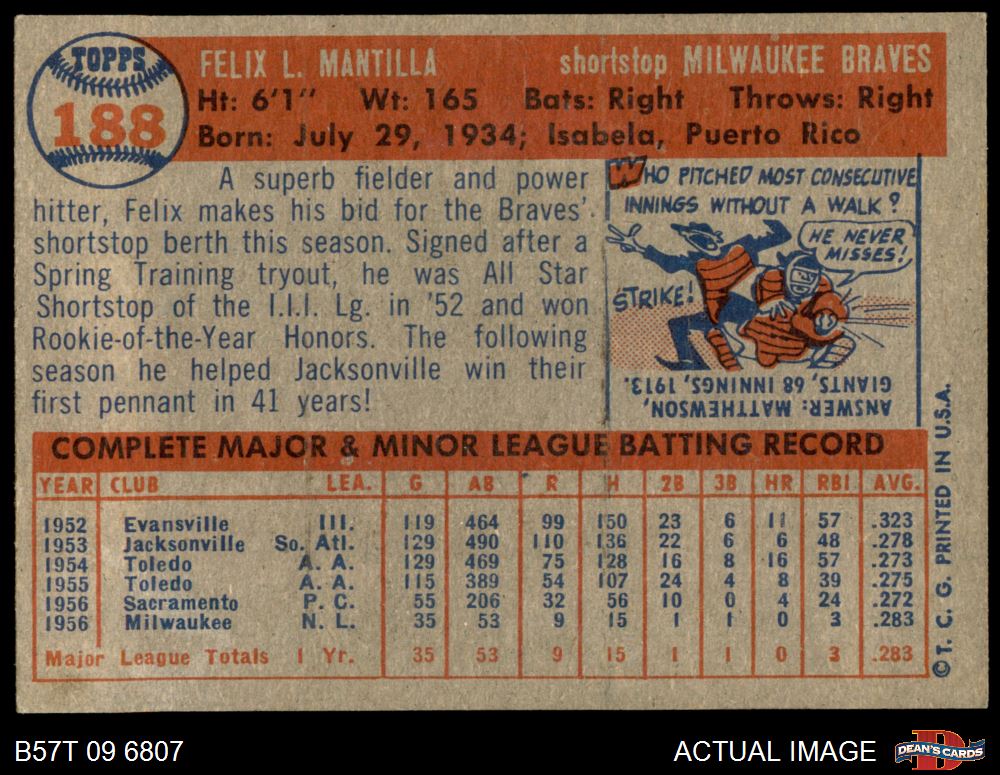 TOPPS
188
FELIX L. MANTILLA shortstop MILWAUKEE BRAVES
Ht: 6'1" Wt: 165 Bats: Right Throws: Right
Born: July 29, 1934; Isabela, Puerto Rico
A superb fielder and power
hitter, Felix makes his bid for the Braves'
shortstop berth this season. Signed after a
Spring Training tryout, he was All Star
Shortstop of the I.I.I. Lg. in '52 and won
Rookie-of-the-Year Honors. The following
season he helped Jacksonville win their
first pennant in 41 years!
WHO PITCHED MOST CONSECUTIVE
INNINGS WITHOUT A WALK?
HE NEVER
MISSES!
STRIKE!
ANSWER: MATTHEWSON,
GIANTS, 68 INNINGS, 1913.
COMPLETE MAJOR & MINOR LEAGUE BATTING RECORD
YEAR CLUB LEA. G AB R H 2B 3B HR RBI AVG.
1952 Evansville III. 119 464 99 150 23 6 11 57 .323
1953 Jacksonville So. Atl. 129 490 110 136 22 6 6 48 .278
1954 Toledo A. A. 129 469 75 128 16 8 16 57 .273
1955 Toledo A. A. 115 389 54 107 24 4 8 39 .275
1956 Sacramento P. C. 55 206 32 56 10 0 4 24 .272
1956 Milwaukee N. L. 35 53 9 15 1 1 0 3 .283
Major League Totals 1 Yr. 35 53 9 15 1 1 0 3 .283
© T. C. G. PRINTED IN U.S.A.
B57T 09 6807 ACTUAL IMAGE
DEAN'S CARDS